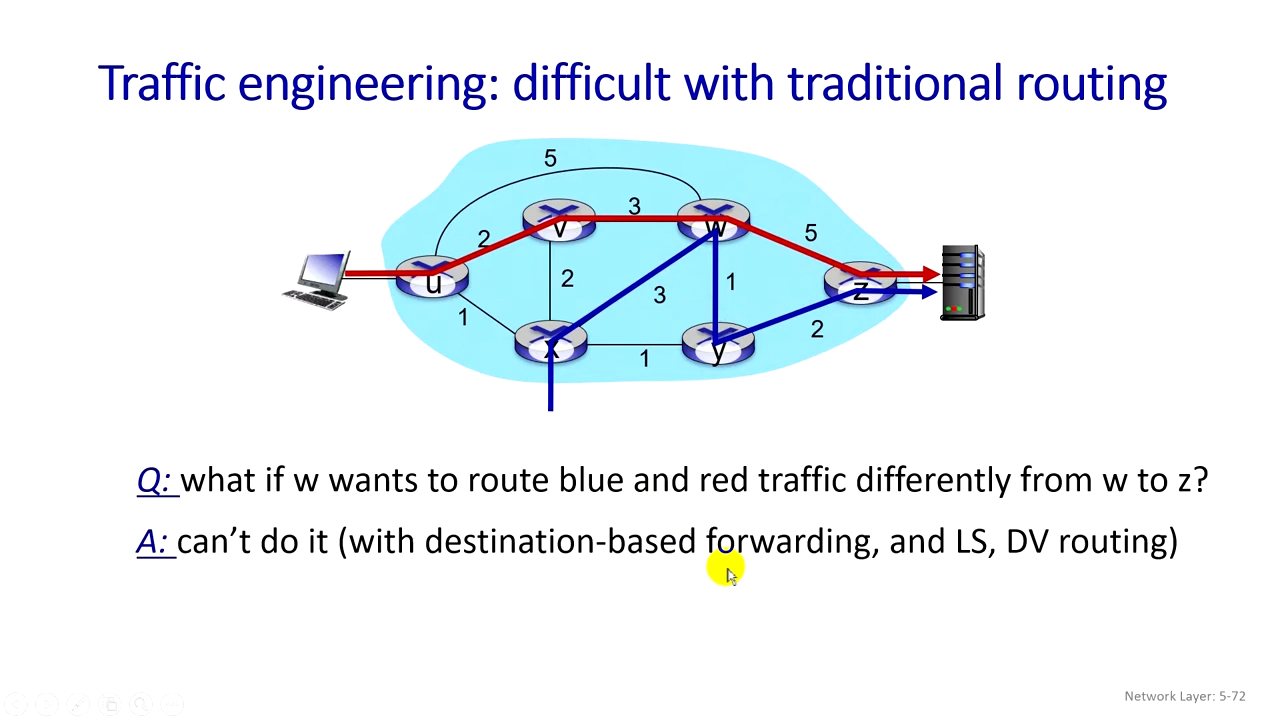 Traffic engineering: difficult with traditional routing
5
v
3
w
2
5
u
2
3
1
z
1
x
1
y
2
Q: what if w wants to route blue and red traffic differently from w to z?
A: can’t do it (with destination-based forwarding, and LS, DV routing)
Network Layer: 5-72